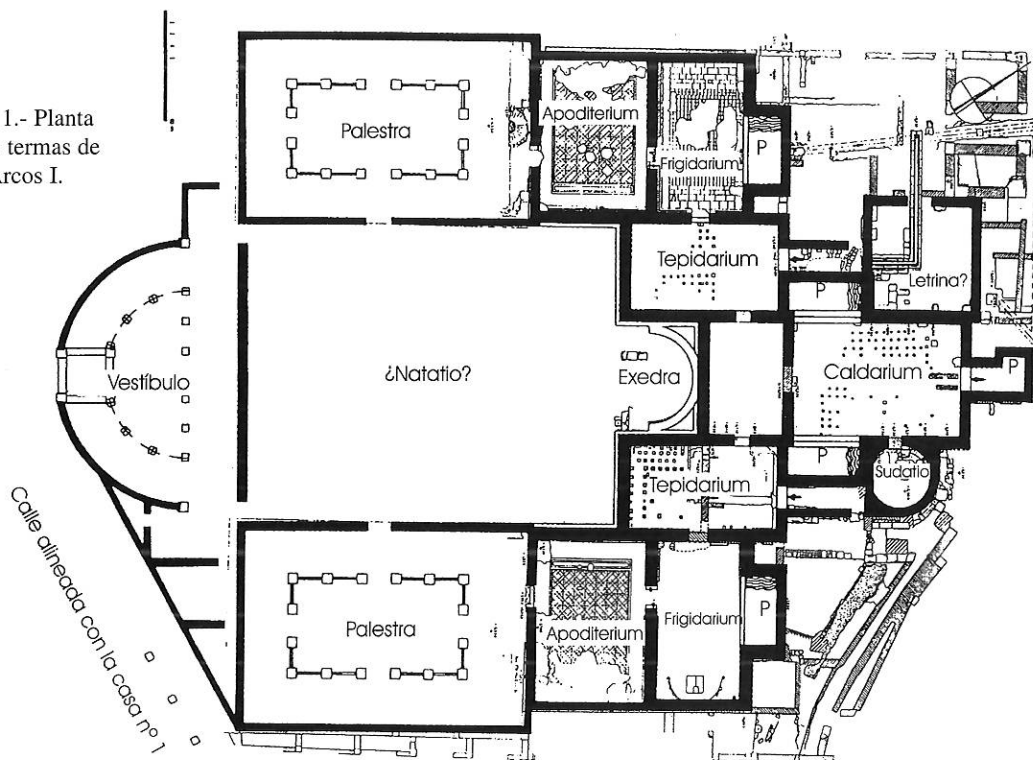 1.- Planta
termas de
Arcos I.
Palestra
Apoditerium
Frigidarium
P
Tepidarium
P
Letrina?
Vestíbulo
¿Natatio?
Exedra
Caldarium
P
Tepidarium
P
Sudatio
Palestra
Apoditerium
Frigidarium
P
Calle alineada con la casa nº 1